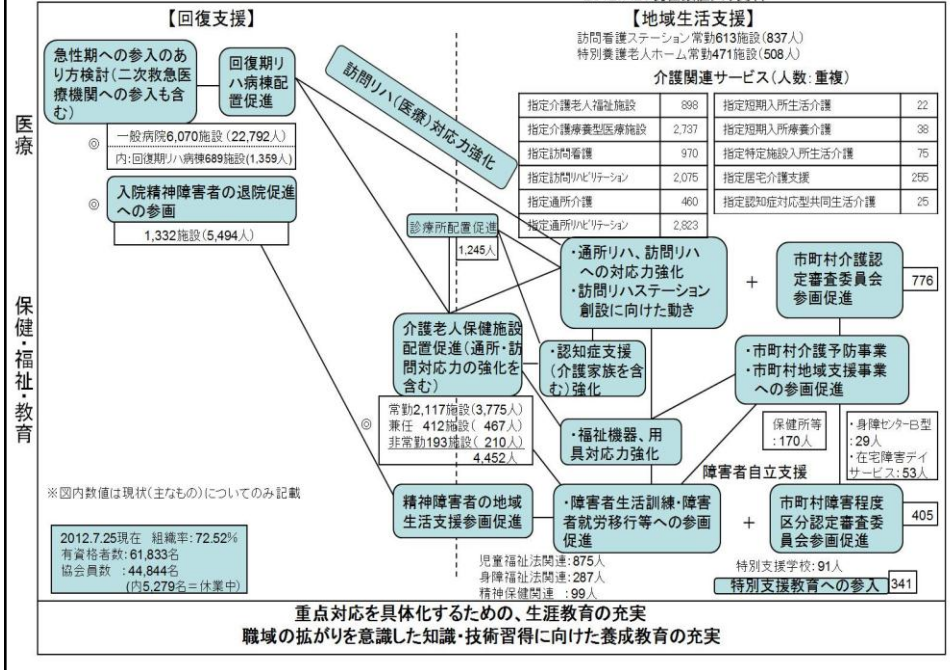 【回復支援】
【地域生活支援】
訪問看護ステーション常勤613施設(837人)
特別養護老人ホーム常勤471施設(508人)
介護関連サービス(人数:重複)
指定介護老人福祉施設 898 指定短期入所生活介護 22
指定介護療養型医療施設 2,737 指定短期入所療養介護 38
指定訪問看護 970 指定特定施設入所生活介護 75
指定訪問リハビリテーション 2,075 指定居宅介護支援 255
指定通所介護 460 指定認知症対応型共同生活介護 25
指定通所リハビリテーション 2,823
医療
急性期への参入のあ
り方検討(二次救急医
療機関への参入も含
む)
回復期リ
ハ病棟配
置促進
訪問リハ(医療)対応力強化
◎
一般病院6,070施設(22,792人)
内:回復期リハ病棟689施設(1,359人)
◎
入院精神障害者の退院促進
への参画
1,332施設(5,494人)
診療所配置促進
1,245人
・通所リハ、訪問リハ
への対応力強化
・訪問リハステーション
創設に向けた動き
+
市町村介護認
定審査委員会
参画促進
776
保健・福祉・教育
介護老人保健施設
配置促進(通所・訪
問対応力の強化を
含む)
・認知症支援
(介護家族を含
む)強化
・市町村介護予防事業
・市町村地域支援事業
への参画促進
◎
常勤2,117施設(3,775人)
兼任 412施設( 467人)
非常勤193施設( 210人)
4,452人
・福祉機器、用
具対応力強化
保健所等
:170人
・身障センターB型
:29人
・在宅障害デイ
サービス:53人
障害者自立支援
※図内数値は現状(主なもの)についてのみ記載
精神障害者の地域
生活支援参画促進
・障害者生活訓練・障害
者就労移行等への参画
促進
+
市町村障害程度
区分認定審査委
員会参画促進
405
2012.7.25現在 組織率:72.52%
有資格者数:61,833名
協会員数 :44,844名
(内5,279名=休業中)
児童福祉法関連:875人
身障福祉法関連:287人
精神保健関連 :99人
特別支援学校:91人
特別支援教育への参入
341
重点対応を具体化するための、生涯教育の充実
職域の拡がりを意識した知識・技術習得に向けた養成教育の充実